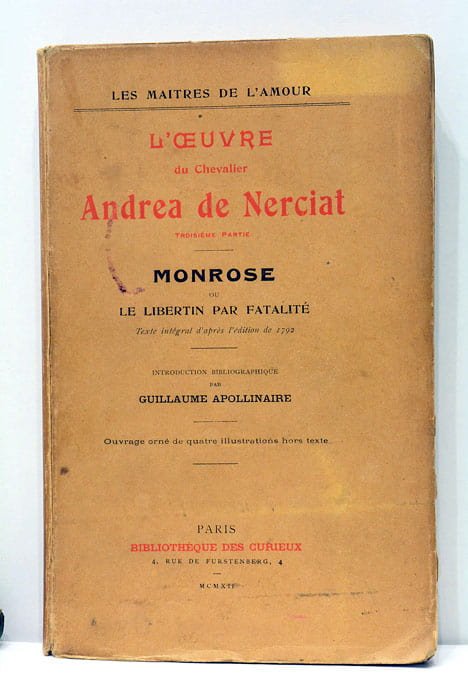 LES MAITRES DE L'AMOUR
L'ŒUVRE
du Chevalier
Andrea de Nerciat
TROISIÈME PARTIE
MONROSE
OU
LE LIBERTIN PAR FATALITÉ
Texte intégral d'après l'édition de 1792
INTRODUCTION BIBLIOGRAPHIQUE
PAR
GUILLAUME APOLLINAIRE
Ouvrage orné de quatre illustrations hors texte
PARIS
BIBLIOTHÈQUE DES CURIEUX
4, RUE DE FURSTENBERG, 4
MCMXII